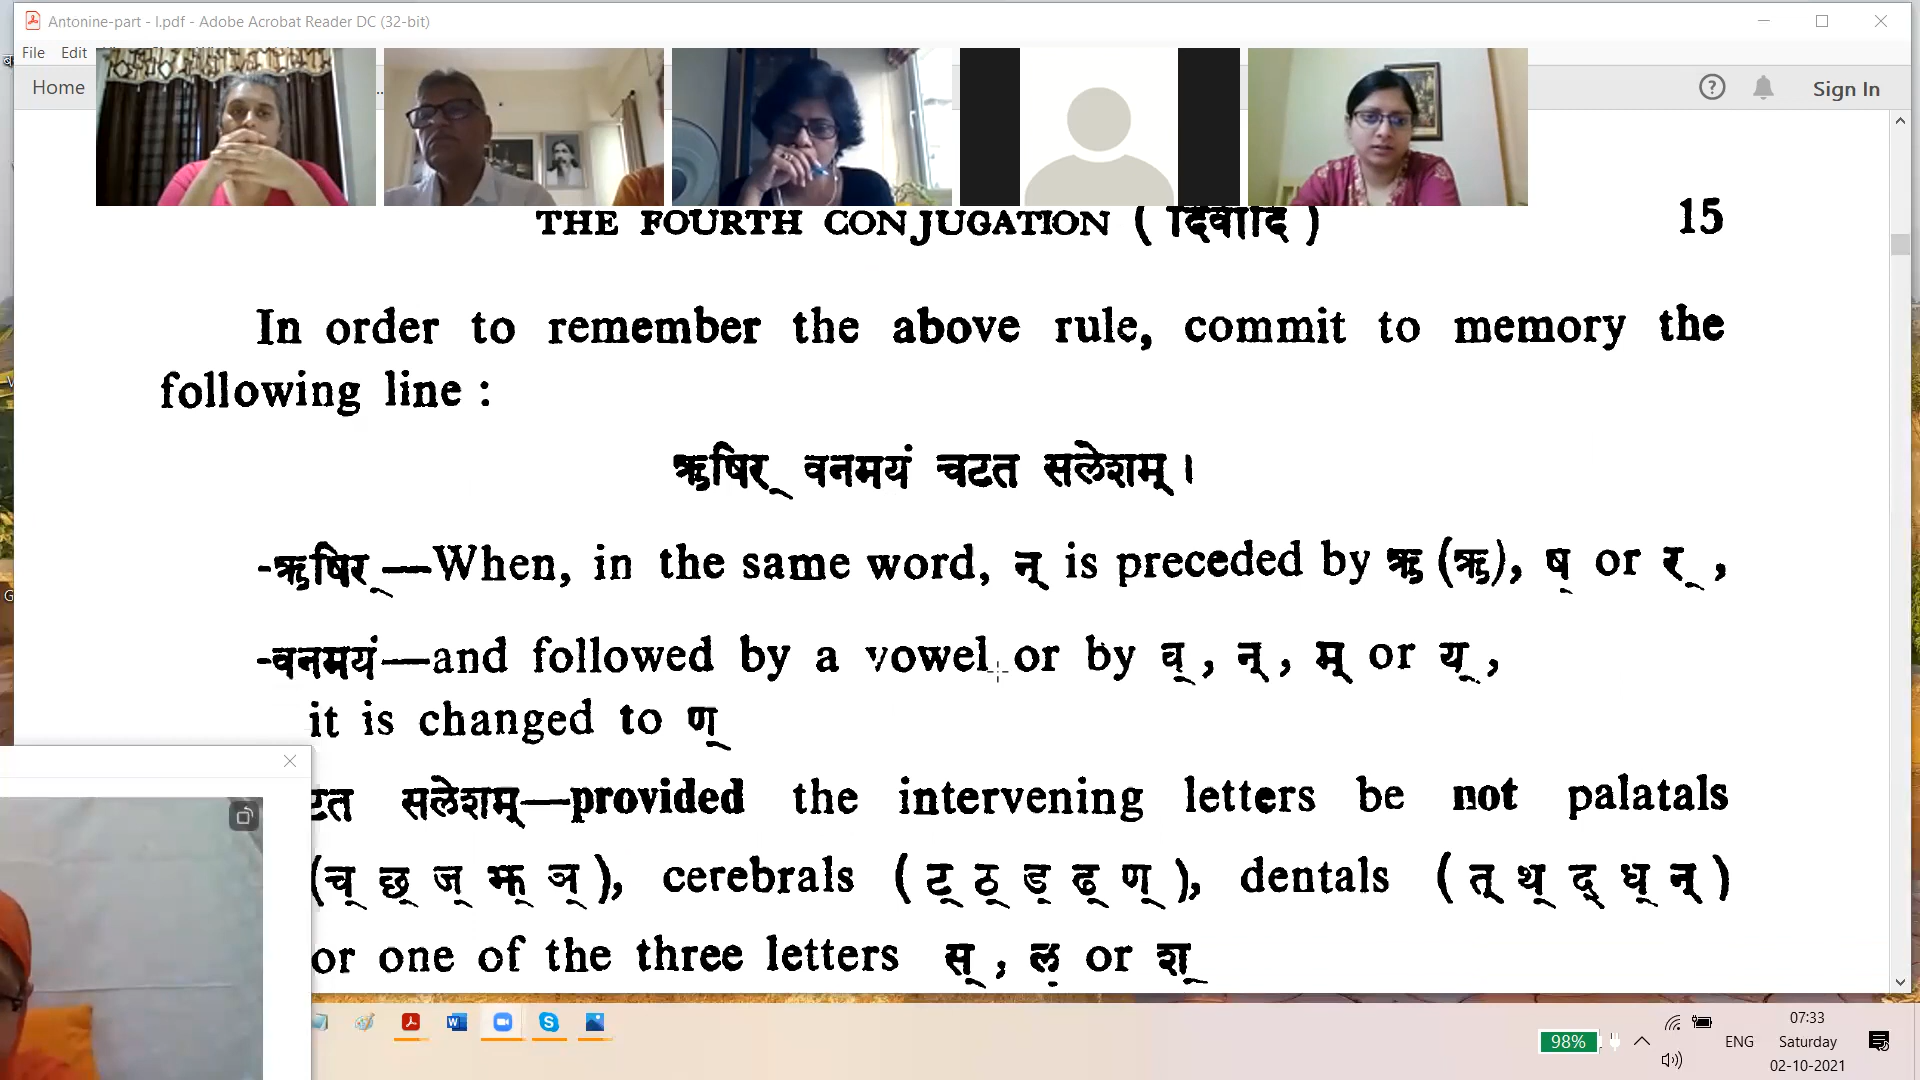 Antonine-part - I.pdf - Adobe Acrobat Reader DC (32-bit)
File Edit
Home
Sign In
THE FOURTH CONJUGATION ( दिवादि ) 15
In order to remember the above rule, commit to memory the
following line :
ऋषिर् वनमयं चटत सलेशम् ।
-ऋषिर्—When, in the same word, न् is preceded by ऋ (ॠ), ष् or र् ,
-वनमयं—and followed by a vowel or by व् , न् , म् or य् ,
it is changed to ण्
टत सलेशम्—provided the intervening letters be not palatals
(च् छ् ज् झ् ञ्), cerebrals ( ट् ठ् ड् ढ् ण् ), dentals ( त् थ् द् ध् न् )
or one of the three letters स् , ल् or श्
98%
ENG
07:33
Saturday
02-10-2021